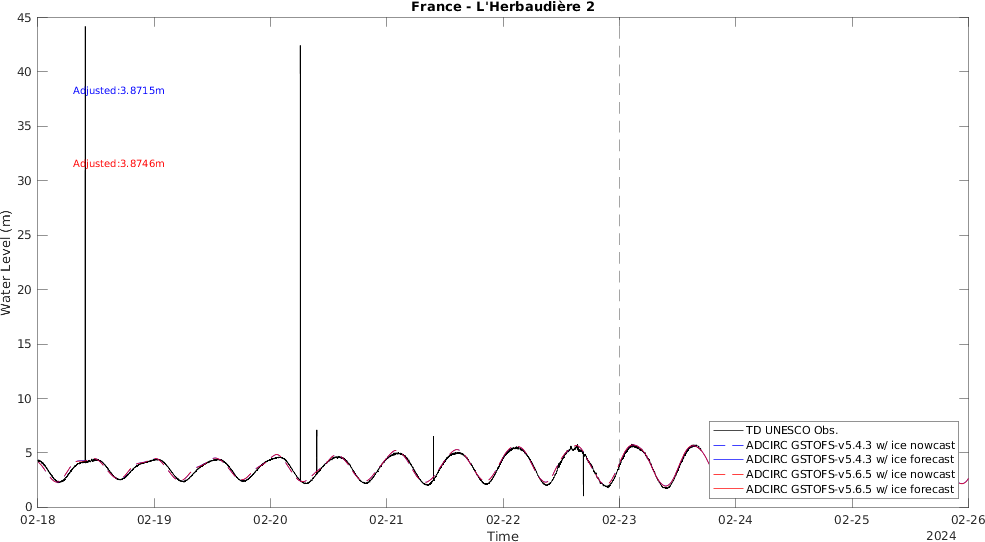 France - L'Herbaudière 2
45
40
35
30
25
20
15
10
5
0
Water Level (m)
Adjusted:3.8715m
Adjusted:3.8746m
TD UNESCO Obs.
ADCIRC GSTOFS-v5.4.3 w/ ice nowcast
ADCIRC GSTOFS-v5.4.3 w/ ice forecast
ADCIRC GSTOFS-v5.6.5 w/ ice nowcast
ADCIRC GSTOFS-v5.6.5 w/ ice forecast
02-18 02-19 02-20 02-21 02-22 02-23 02-24 02-25 02-26
Time
2024